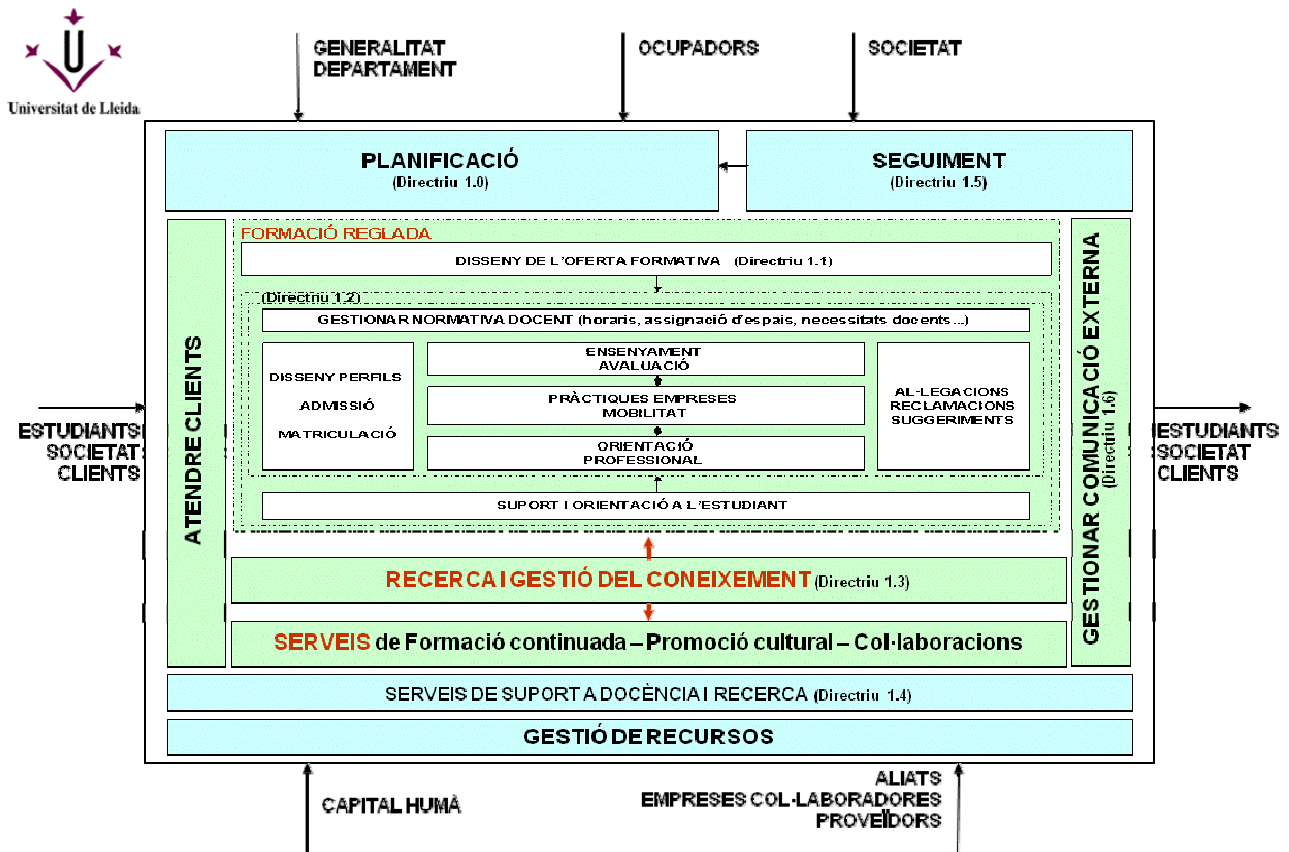 GENERALITAT
DEPARTAMENT
OCUPADORS
SOCIETAT
U
Universitat de Lleida
PLANIFICACIÓ
(Directriu 1.0)
SEGUIMENT
(Directriu 1.5)
FORMACIÓ REGLADA
DISSENY DE L'OFERTA FORMATIVA (Directriu 1.1)
(Directriu 1.2)
GESTIONAR NORMATIVA DOCENT (horaris, assignació d'espais, necessitats docents...)
DISSENY PERFILS
ADMISSIÓ
MATRICULACIÓ
ENSENYAMENT
AVALUACIÓ
PRÀCTIQUES EMPRESES
MOBILITAT
ORIENTACIÓ
PROFESSIONAL
AL-LEGACIONS
RECLAMACIONS
SUGGERIMENTS
SUPORT I ORIENTACIÓ A L'ESTUDIANT
ATENDRE CLIENTS
GESTIONAR COMUNICACIÓ EXTERNA
(Directriu 1.6)
ESTUDIANTS
SOCIETAT
CLIENTS
ESTUDIANTS
SOCIETAT
CLIENTS
RECERCA I GESTIÓ DEL CONEIXEMENT (Directriu 1.3)
SERVEIS de Formació continuada – Promoció cultural – Col·laboracions
SERVEIS DE SUPORT A DOCÈNCIA I RECERCA (Directriu 1.4)
GESTIÓ DE RECURSOS
CAPITAL HUMÀ
ALIATS
EMPRESES COL·LABORADORES
PROVEÏDORS